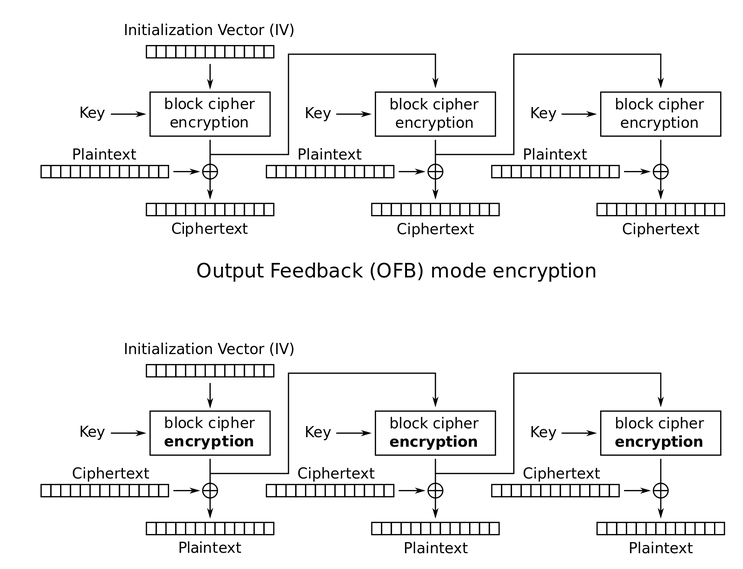 Initialization Vector (IV)
Key
block cipher
encryption
Key
block cipher
encryption
Key
block cipher
encryption
Plaintext
Plaintext
Plaintext
Ciphertext
Ciphertext
Ciphertext
Output Feedback (OFB) mode encryption
Initialization Vector (IV)
Key
block cipher
encryption
Key
block cipher
encryption
Key
block cipher
encryption
Ciphertext
Ciphertext
Ciphertext
Plaintext
Plaintext
Plaintext